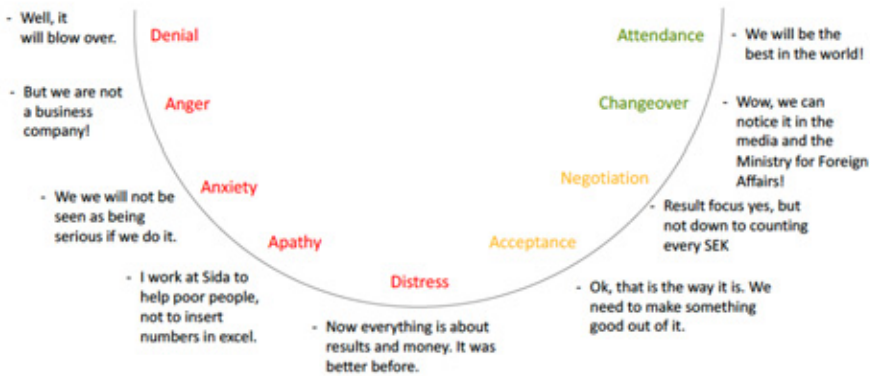 - Well, it
will blow over.
Denial
- But we are not
a business
company!
Anger
- We we will not be
seen as being
serious if we do it.
Anxiety
- I work at Sida to
help poor people,
not to insert
numbers in excel.
Apathy
- Now everything is about
results and money. It was
better before.
Distress
Acceptance
- Ok, that is the way it is. We
need to make something
good out of it.
Negotiation
- Result focus yes, but
not down to counting
every SEK
Changeover
- Wow, we can
notice it in the
media and the
Ministry for Foreign
Affairs!
Attendance
- We will be the
best in the world!